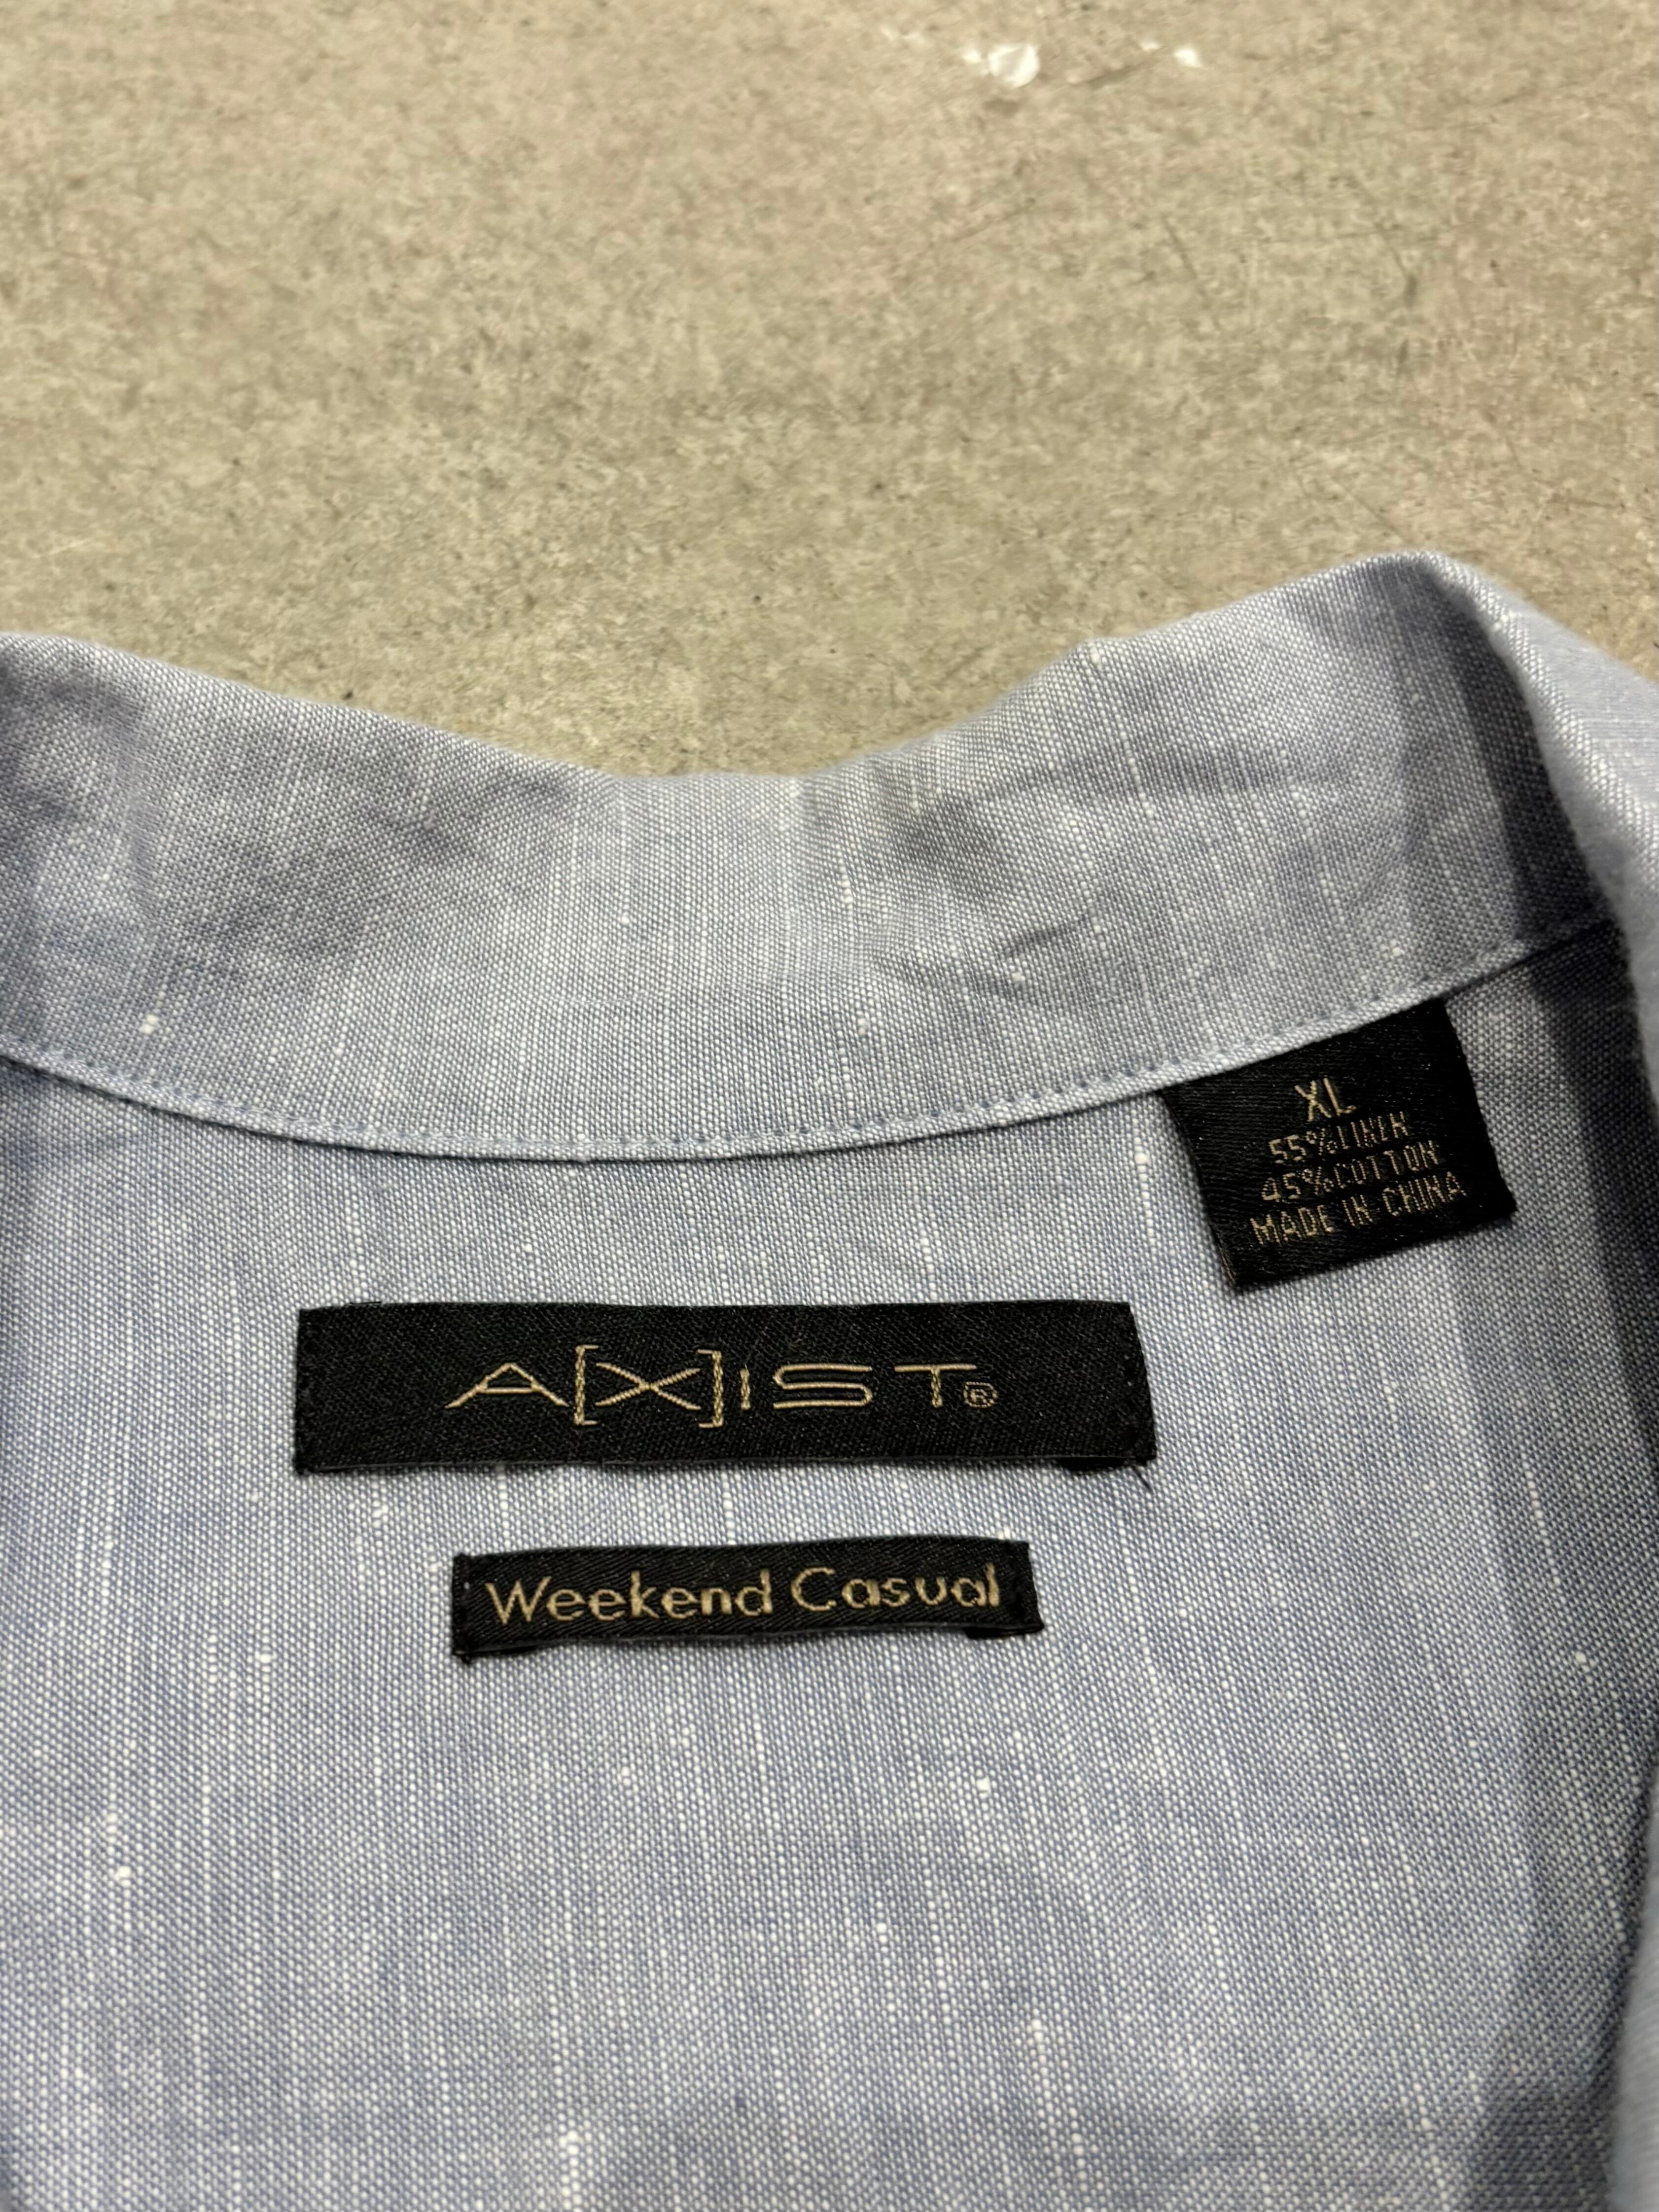 XL
55% LINEN
45% COTTON
MADE IN CHINA
A[X]IST®
Weekend Casual